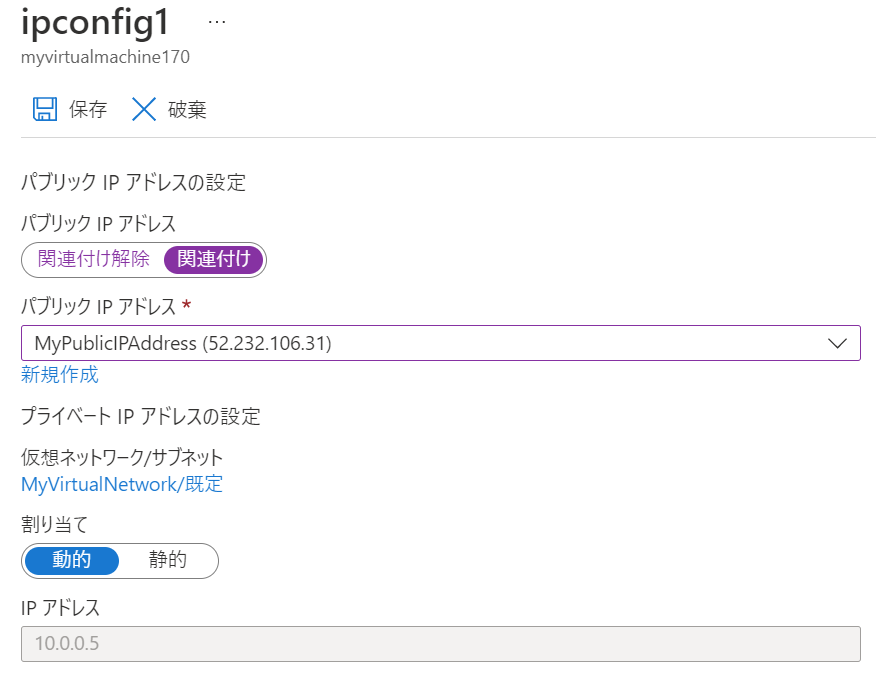 ipconfig1 …
myvirtualmachine170
保存 破棄
パブリック IP アドレスの設定
パブリック IP アドレス
関連付け解除 関連付け
パブリック IP アドレス *
MyPublicIPAddress (52.232.106.31)
新規作成
プライベート IP アドレスの設定
仮想ネットワーク/サブネット
MyVirtualNetwork/既定
割り当て
動的 静的
IP アドレス
10.0.0.5